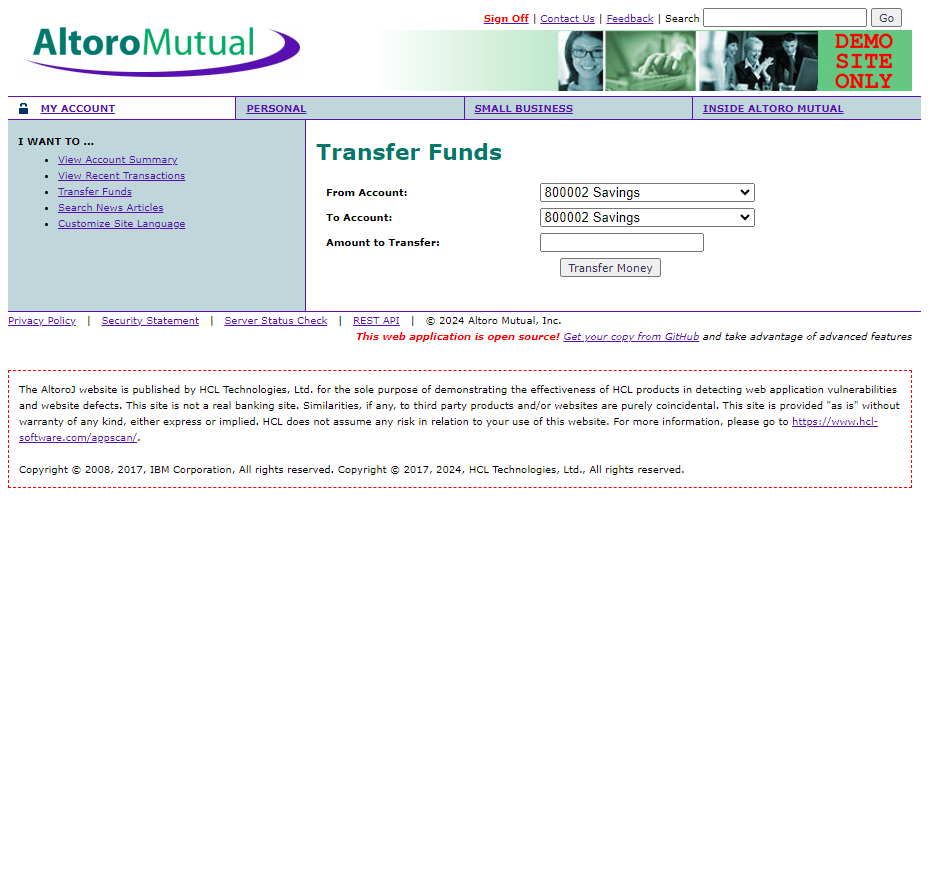 Sign Off | Contact Us | Feedback | Search Go
AltoroMutual
DEMO
SITE
ONLY
MY ACCOUNT PERSONAL SMALL BUSINESS INSIDE ALTORO MUTUAL
I WANT TO ...
• View Account Summary
• View Recent Transactions
• Transfer Funds
• Search News Articles
• Customize Site Language
Transfer Funds
From Account: 800002 Savings
To Account: 800002 Savings
Amount to Transfer:
Transfer Money
Privacy Policy | Security Statement | Server Status Check | REST API | © 2024 Altoro Mutual, Inc.
This web application is open source! Get your copy from GitHub and take advantage of advanced features
The AltoroJ website is published by HCL Technologies, Ltd. for the sole purpose of demonstrating the effectiveness of HCL products in detecting web application vulnerabilities
and website defects. This site is not a real banking site. Similarities, if any, to third party products and/or websites are purely coincidental. This site is provided "as is" without
warranty of any kind, either express or implied. HCL does not assume any risk in relation to your use of this website. For more information, please go to https://www.hcl-
software.com/appscan/.
Copyright © 2008, 2017, IBM Corporation, All rights reserved. Copyright © 2017, 2024, HCL Technologies, Ltd., All rights reserved.